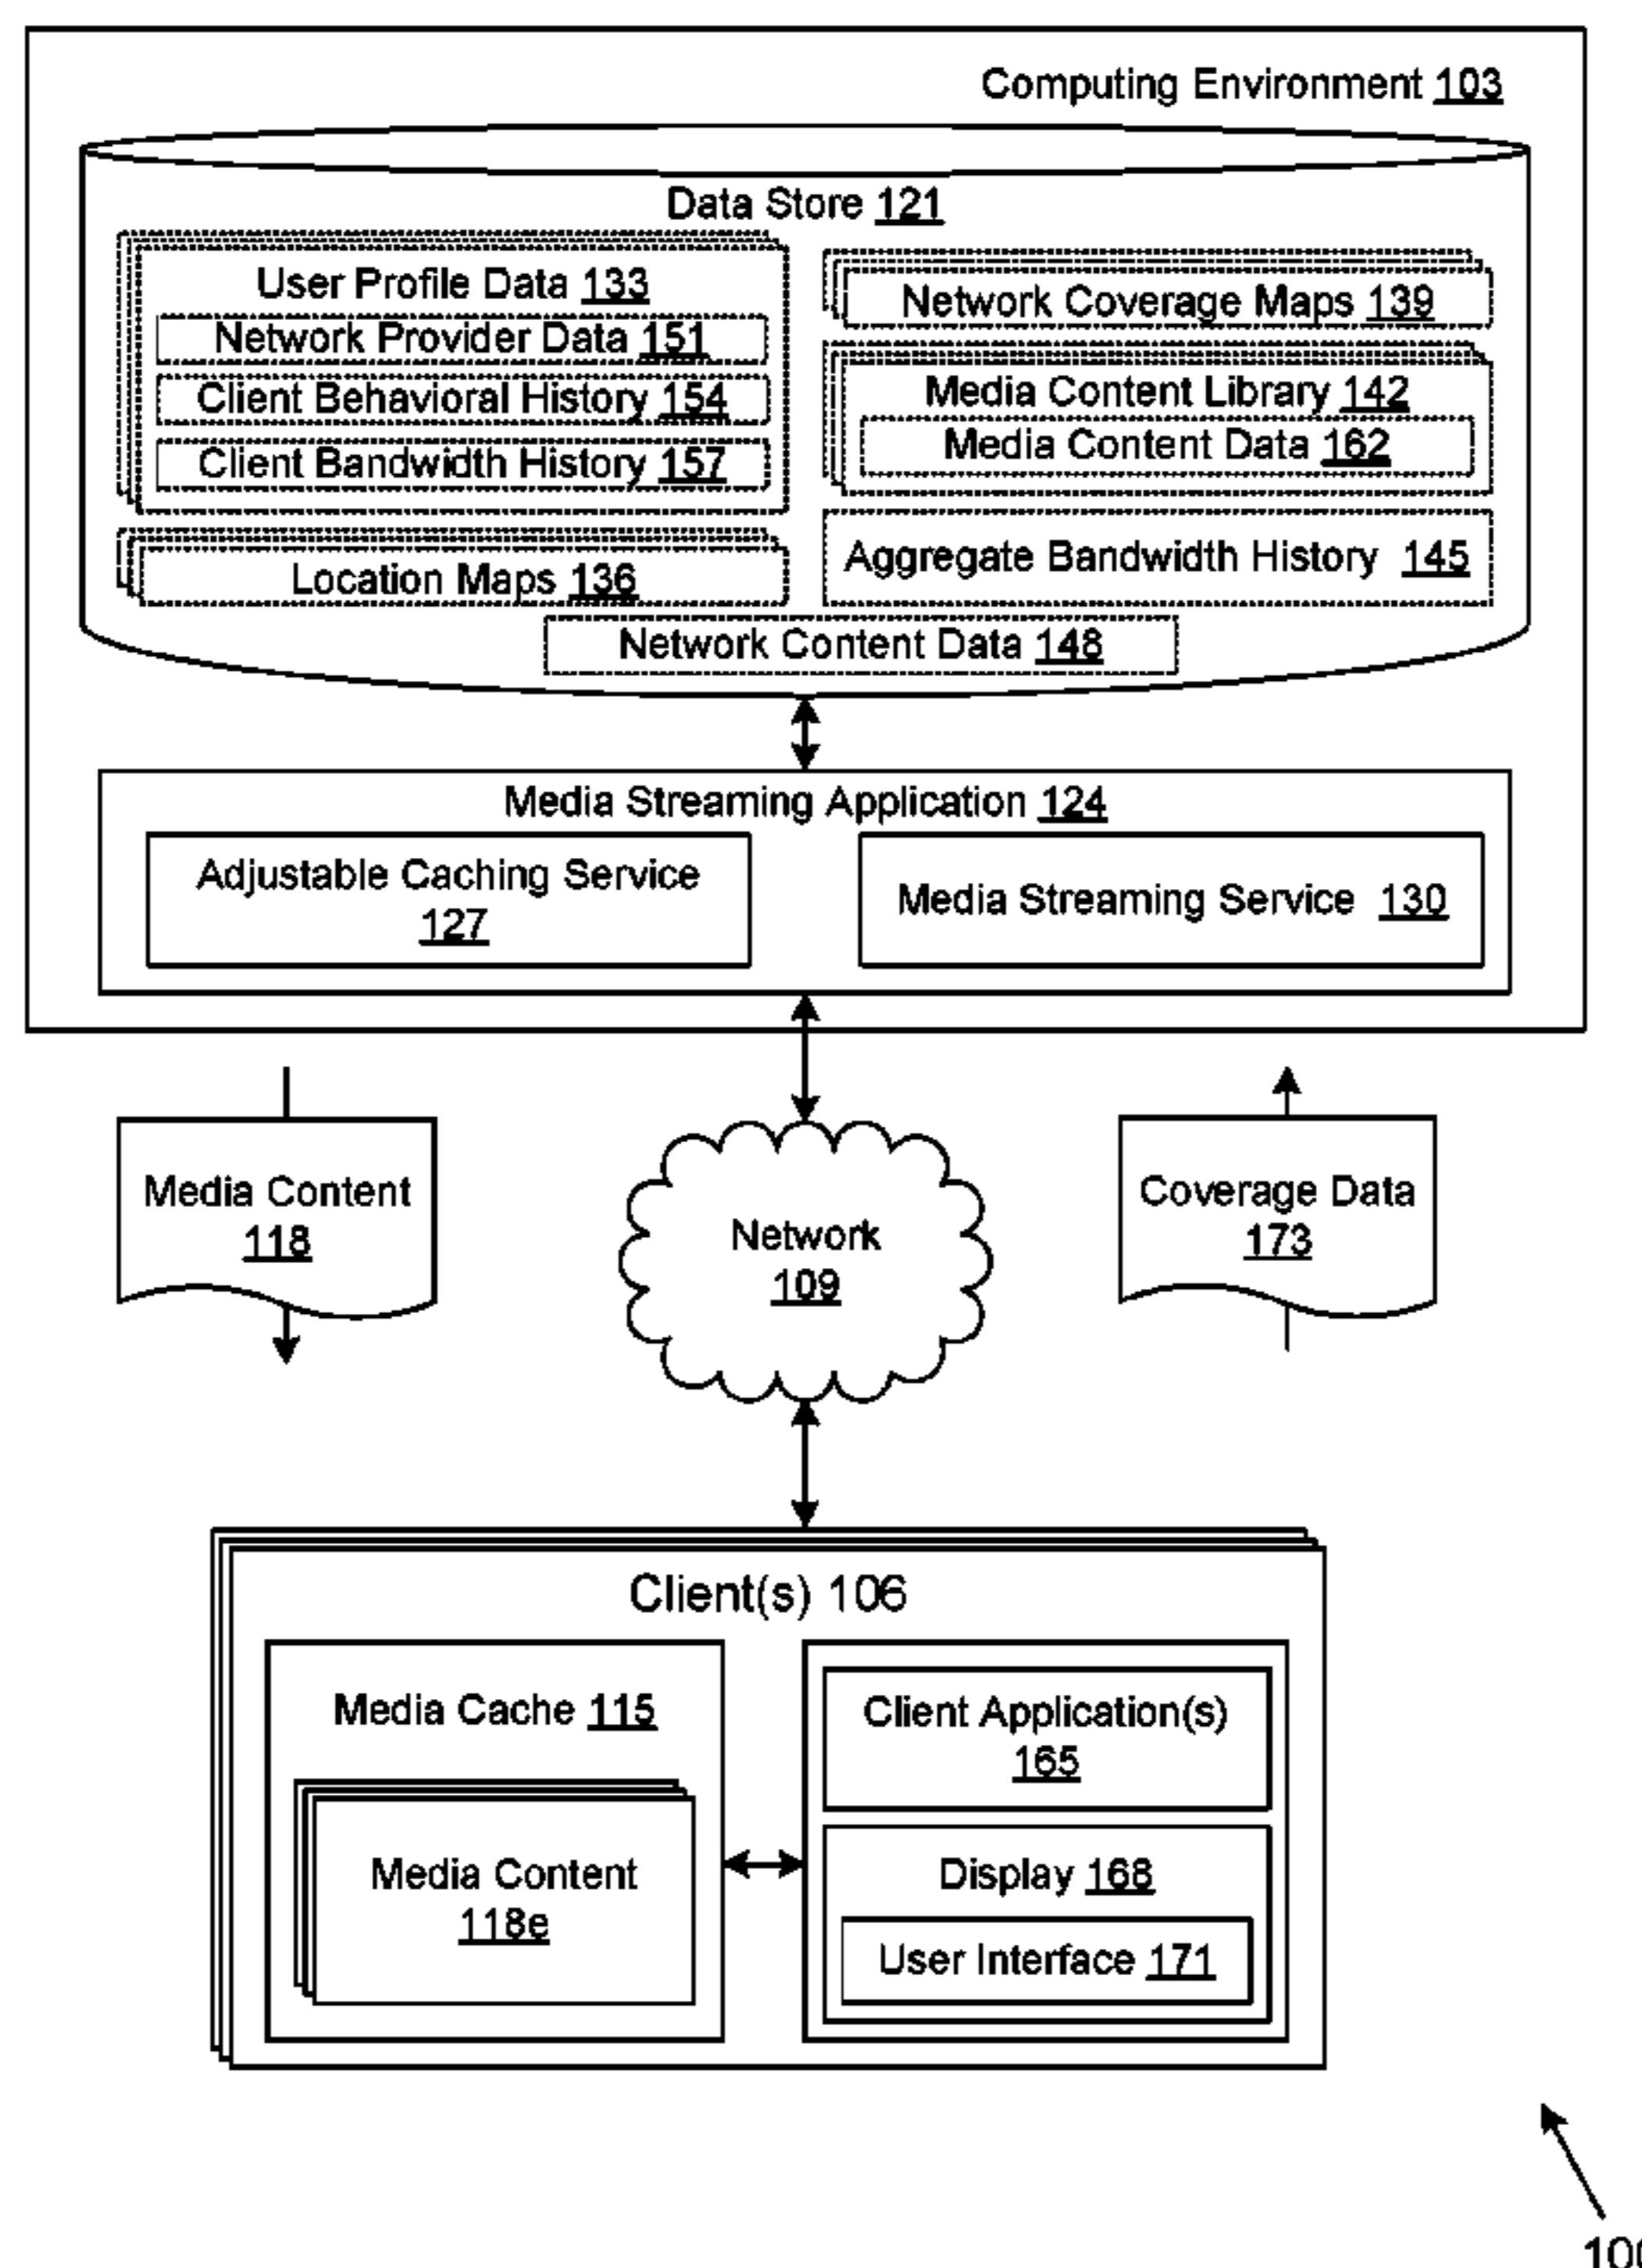 Computing Environment 103
Data Store 121
User Profile Data 133
Network Provider Data 151
Client Behavioral History 154
Client Bandwidth History 157
Location Maps 136
Network Coverage Maps 139
Media Content Library 142
Media Content Data 162
Aggregate Bandwidth History 145
Network Content Data 148
Media Streaming Application 124
Adjustable Caching Service
127
Media Streaming Service 130
Media Content
118
Network
109
Coverage Data
173
Client(s) 106
Media Cache 115
Media Content
118e
Client Application(s)
165
Display 168
User Interface 171
100